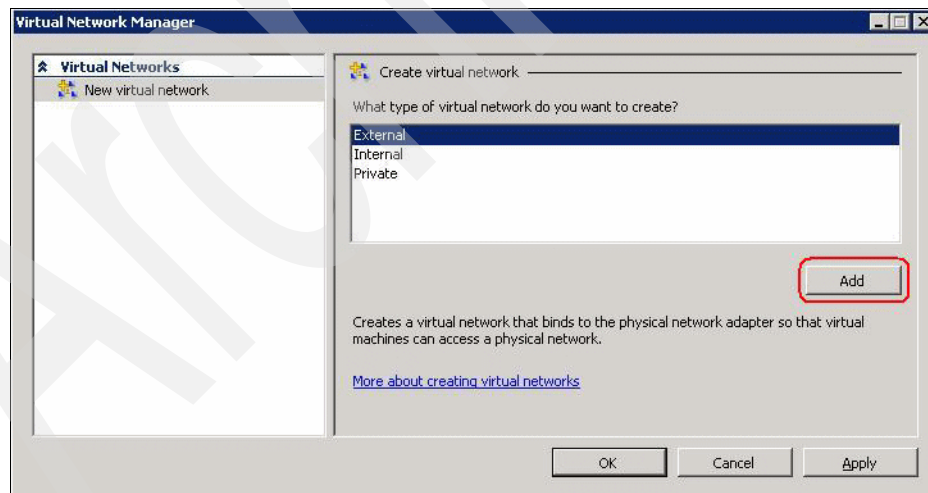 Virtual Network Manager
Virtual Networks
New virtual network
Create virtual network
What type of virtual network do you want to create?
External
Internal
Private
Add
Creates a virtual network that binds to the physical network adapter so that virtual
machines can access a physical network.
More about creating virtual networks
OK
Cancel
Apply